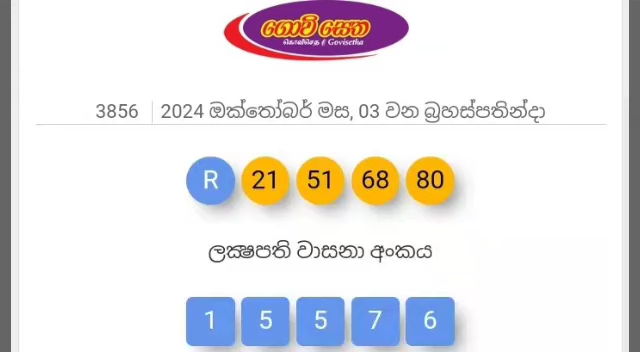 ගොවි සෙත
கொவிசெத / Govisetha
3856 2024 ඔක්තෝබර් මස, 03 වන බ්‍රහස්පතින්දා
R 21 51 68 80
ලක්‍ෂපති වාසනා අංකය
1 5 5 7 6